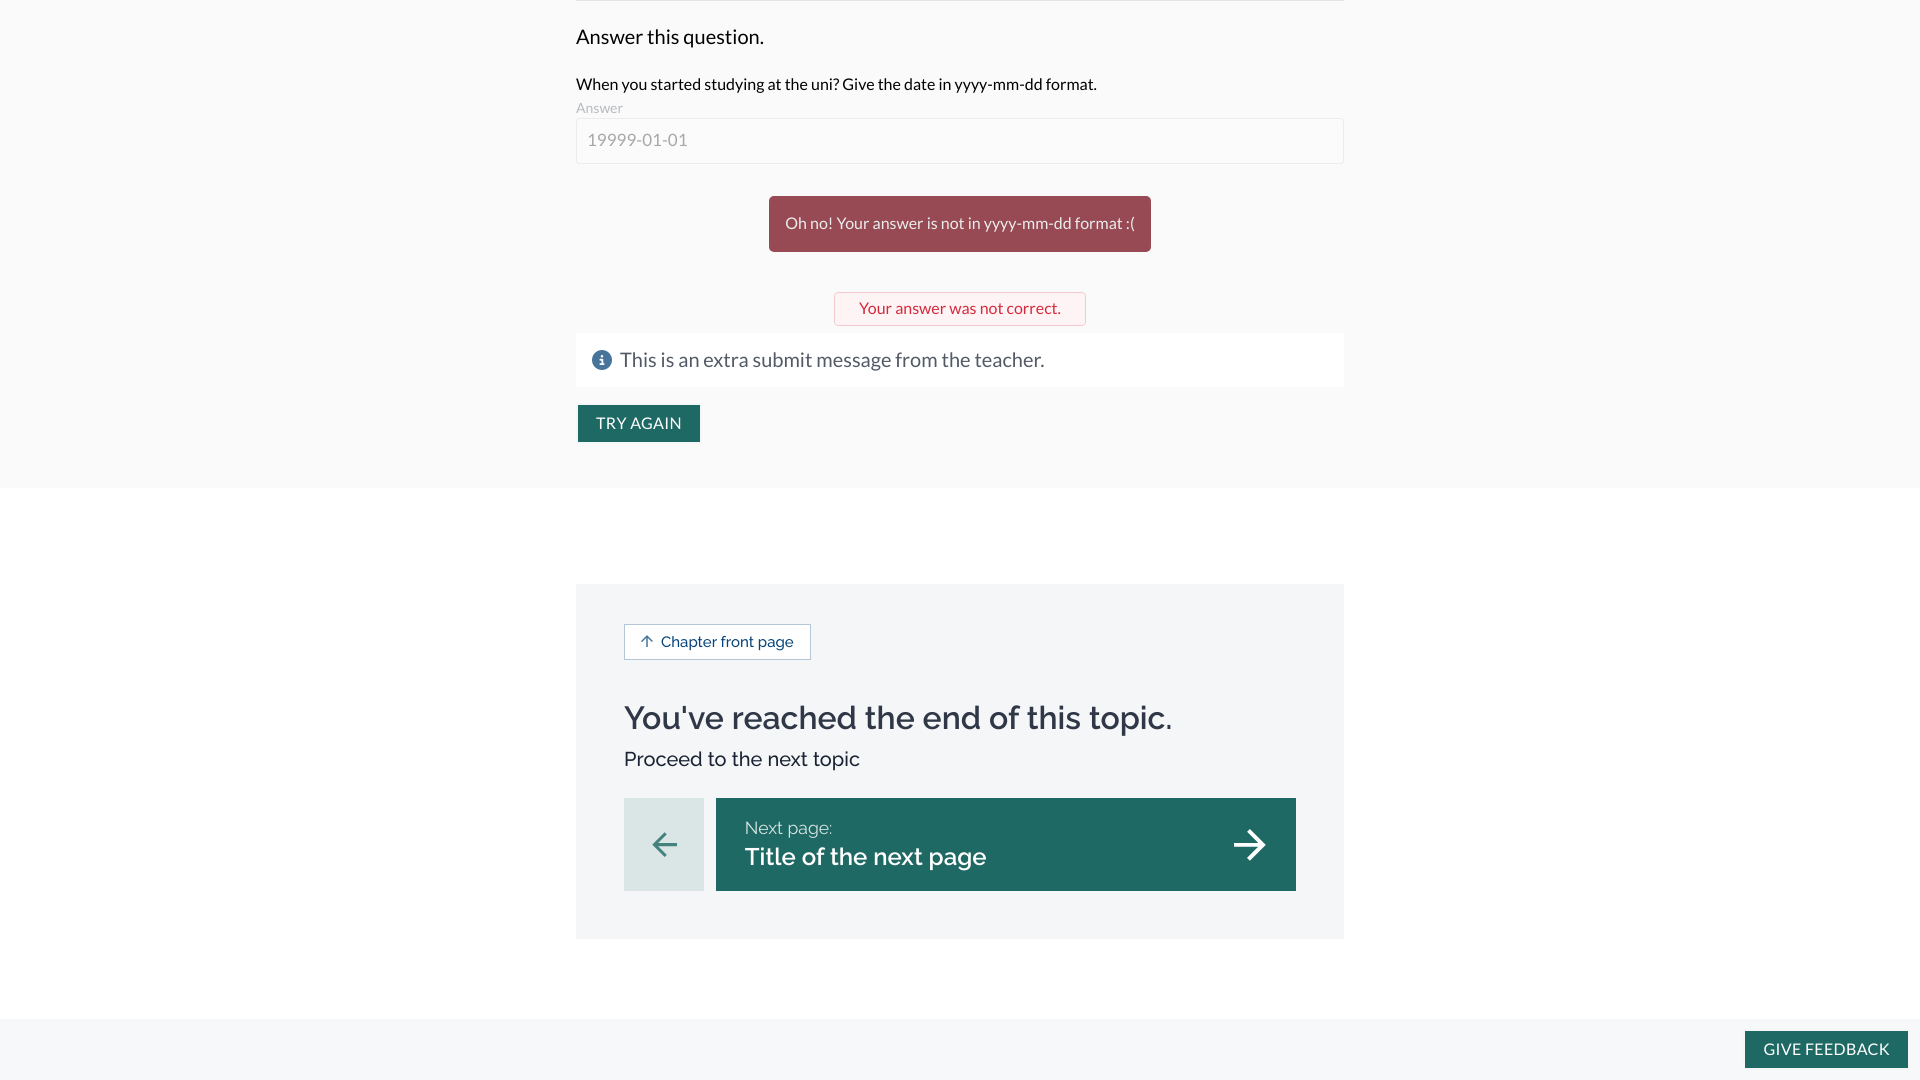 Answer this question.
When you started studying at the uni? Give the date in yyyy-mm-dd format.
Answer
19999-01-01
Oh no! Your answer is not in yyyy-mm-dd format :(
Your answer was not correct.
This is an extra submit message from the teacher.
TRY AGAIN
Chapter front page
You've reached the end of this topic.
Proceed to the next topic
Next page:
Title of the next page
GIVE FEEDBACK